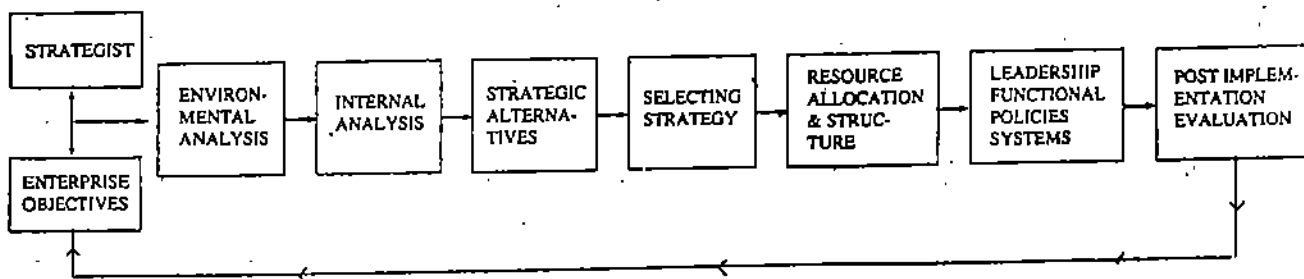 STRATEGIST
ENTERPRISE
OBJECTIVES
ENVIRON-
MENTAL
ANALYSIS
INTERNAL
ANALYSIS
STRATEGIC
ALTERNA-
TIVES
SELECTING
STRATEGY
RESOURCE
ALLOCATION
& STRUC-
TURE
LEADERSHIP
FUNCTIONAL
POLICIES
SYSTEMS
POST IMPLEM-
ENTATION
EVALUATION